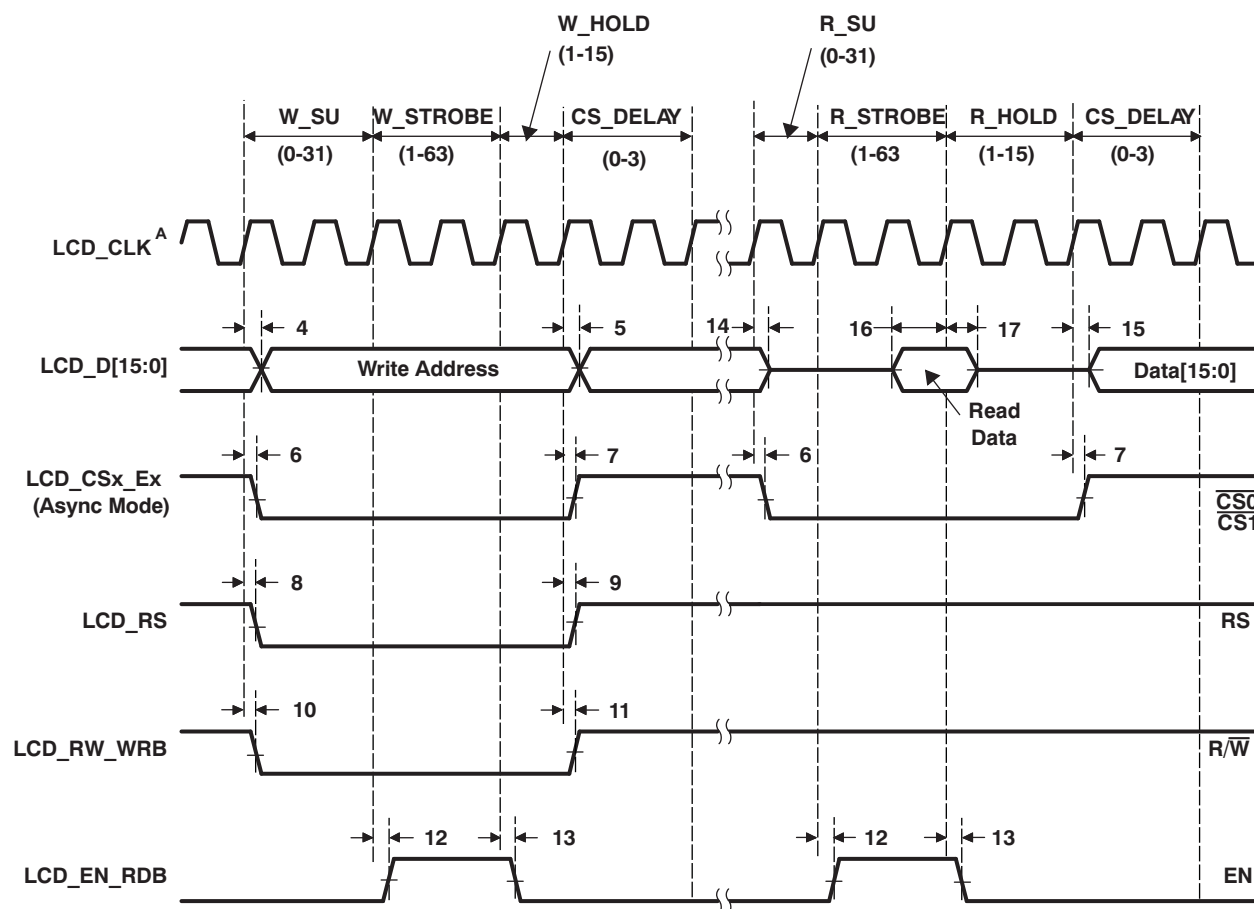 W_HOLD
(1-15)
R_SU
(0-31)
W_SU
W_STROBE
CS_DELAY
R_STROBE
R_HOLD
CS_DELAY
(0-31)
(1-63)
(0-3)
(1-63
(1-15)
(0-3)
LCD_CLK A
4
5
14
16
17
15
LCD_D[15:0]
Write Address
Data[15:0]
Read
Data
6
7
6
7
LCD_CSx_Ex
(Async Mode)
CS0
CS1
8
9
LCD_RS
RS
10
11
LCD_RW_WRB
R/W
12
13
12
13
LCD_EN_RDB
EN